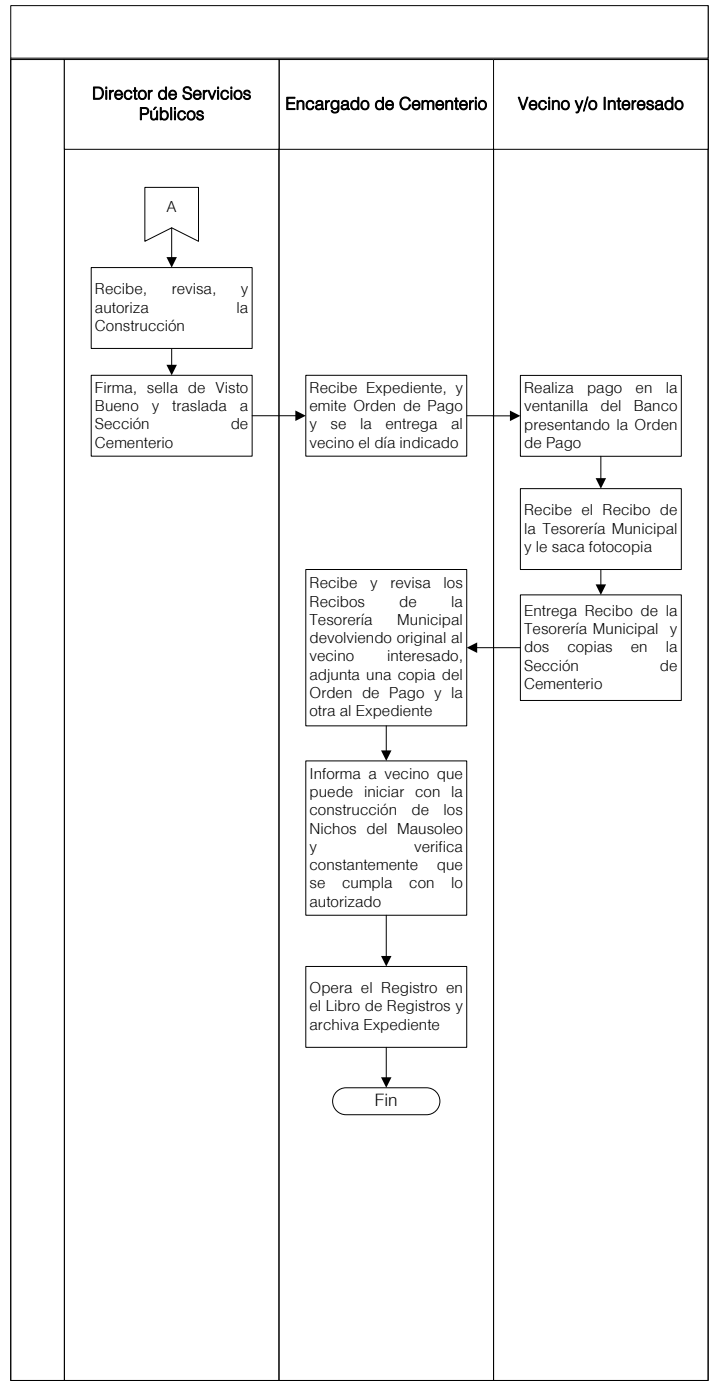 Director de Servicios
Públicos
Encargado de Cementerio
Vecino y/o Interesado
A
Recibe, revisa, y
autoriza la
Construcción
Firma, sella de Visto
Bueno y traslada a
Sección de
Cementerio
Recibe Expediente, y
emite Orden de Pago
y se la entrega al
vecino el día indicado
Realiza pago en la
ventanilla del Banco
presentando la Orden
de Pago
Recibe el Recibo de
la Tesorería Municipal
y le saca fotocopia
Entrega Recibo de la
Tesorería Municipal y
dos copias en la
Sección de
Cementerio
Recibe y revisa los
Recibos de la
Tesorería Municipal
devolviendo original al
vecino interesado,
adjunta una copia del
Orden de Pago y la
otra al Expediente
Informa a vecino que
puede iniciar con la
construcción de los
Nichos del Mausoleo
y verifica
constantemente que
se cumpla con lo
autorizado
Opera el Registro en
el Libro de Registros y
archiva Expediente
Fin